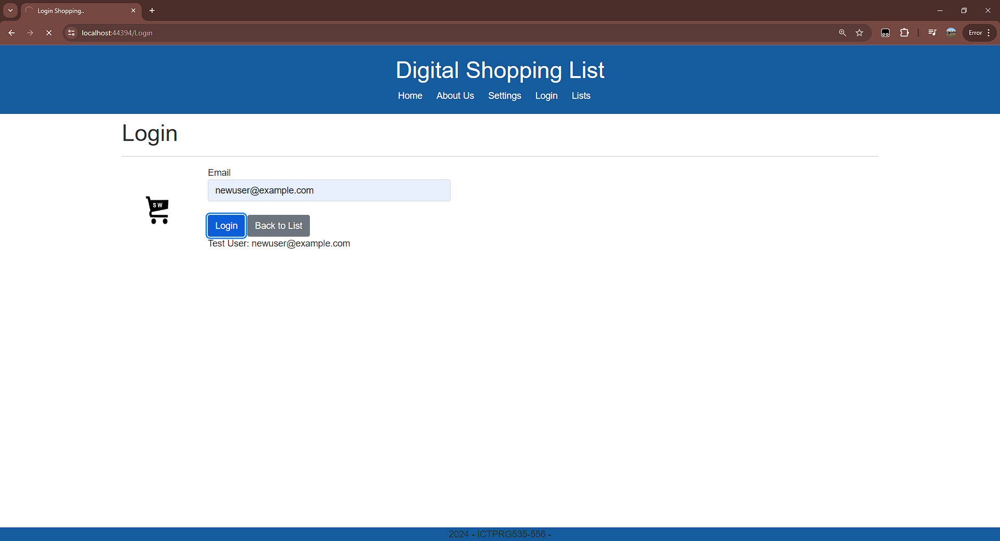 Login Shopping..
localhost:44394/Login
Error
Digital Shopping List
Home About Us Settings Login Lists
Login
Email
newuser@example.com
SW
Login Back to List
Test User: newuser@example.com
2024 - ICTPRG535-556 -